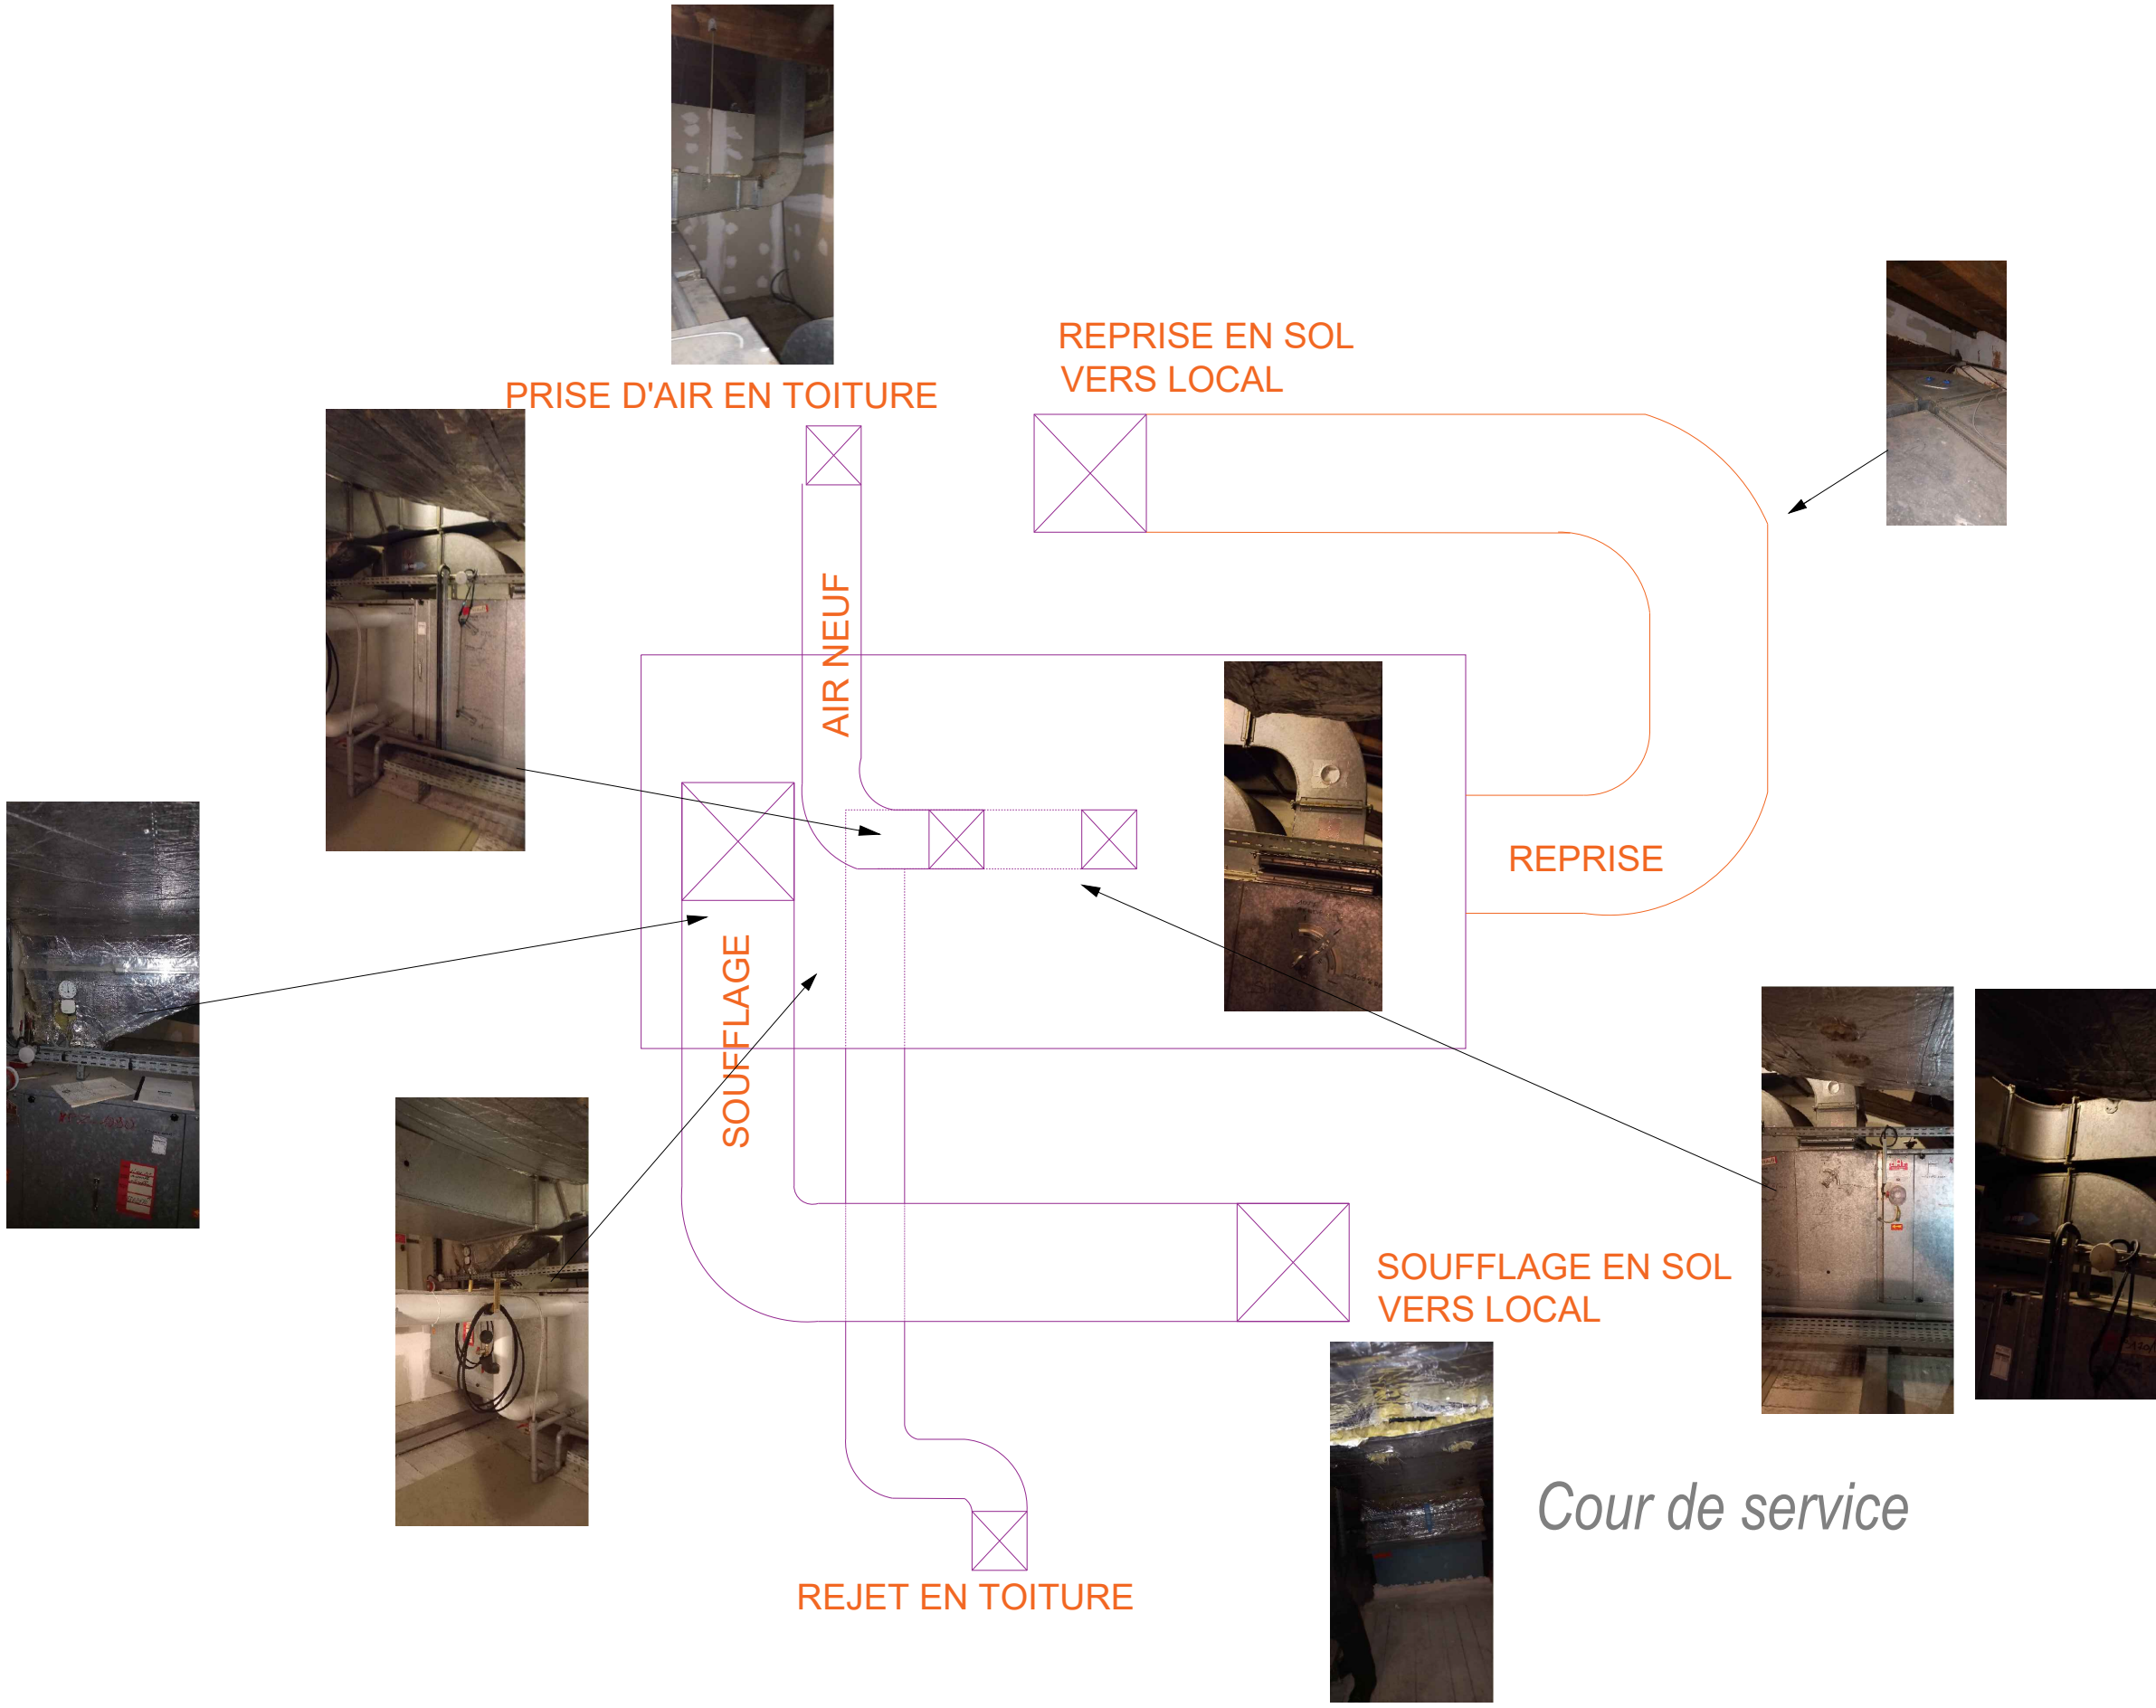 REPRISE EN SOL
VERS LOCAL
PRISE D'AIR EN TOITURE
AIR NEUF
REPRISE
SOUFFLAGE
SOUFFLAGE EN SOL
VERS LOCAL
Cour de service
REJET EN TOITURE